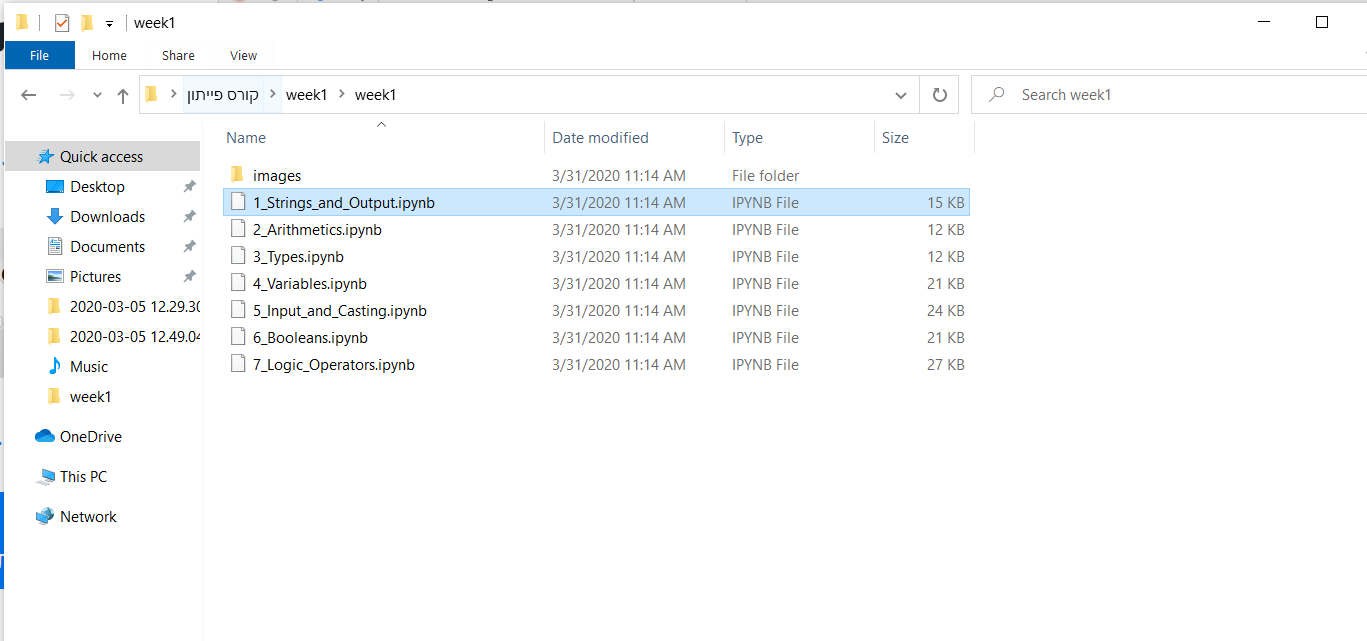 week1
File Home Share View
קורס פייתון week1 week1
Search week1
Name Date modified Type Size
Quick access
Desktop
Downloads
Documents
Pictures
2020-03-05 12.29.30
2020-03-05 12.49.04
Music
week1
OneDrive
This PC
Network
images 3/31/2020 11:14 AM File folder
1_Strings_and_Output.ipynb 3/31/2020 11:14 AM IPYNB File 15 KB
2_Arithmetics.ipynb 3/31/2020 11:14 AM IPYNB File 12 KB
3_Types.ipynb 3/31/2020 11:14 AM IPYNB File 12 KB
4_Variables.ipynb 3/31/2020 11:14 AM IPYNB File 21 KB
5_Input_and_Casting.ipynb 3/31/2020 11:14 AM IPYNB File 24 KB
6_Booleans.ipynb 3/31/2020 11:14 AM IPYNB File 21 KB
7_Logic_Operators.ipynb 3/31/2020 11:14 AM IPYNB File 27 KB